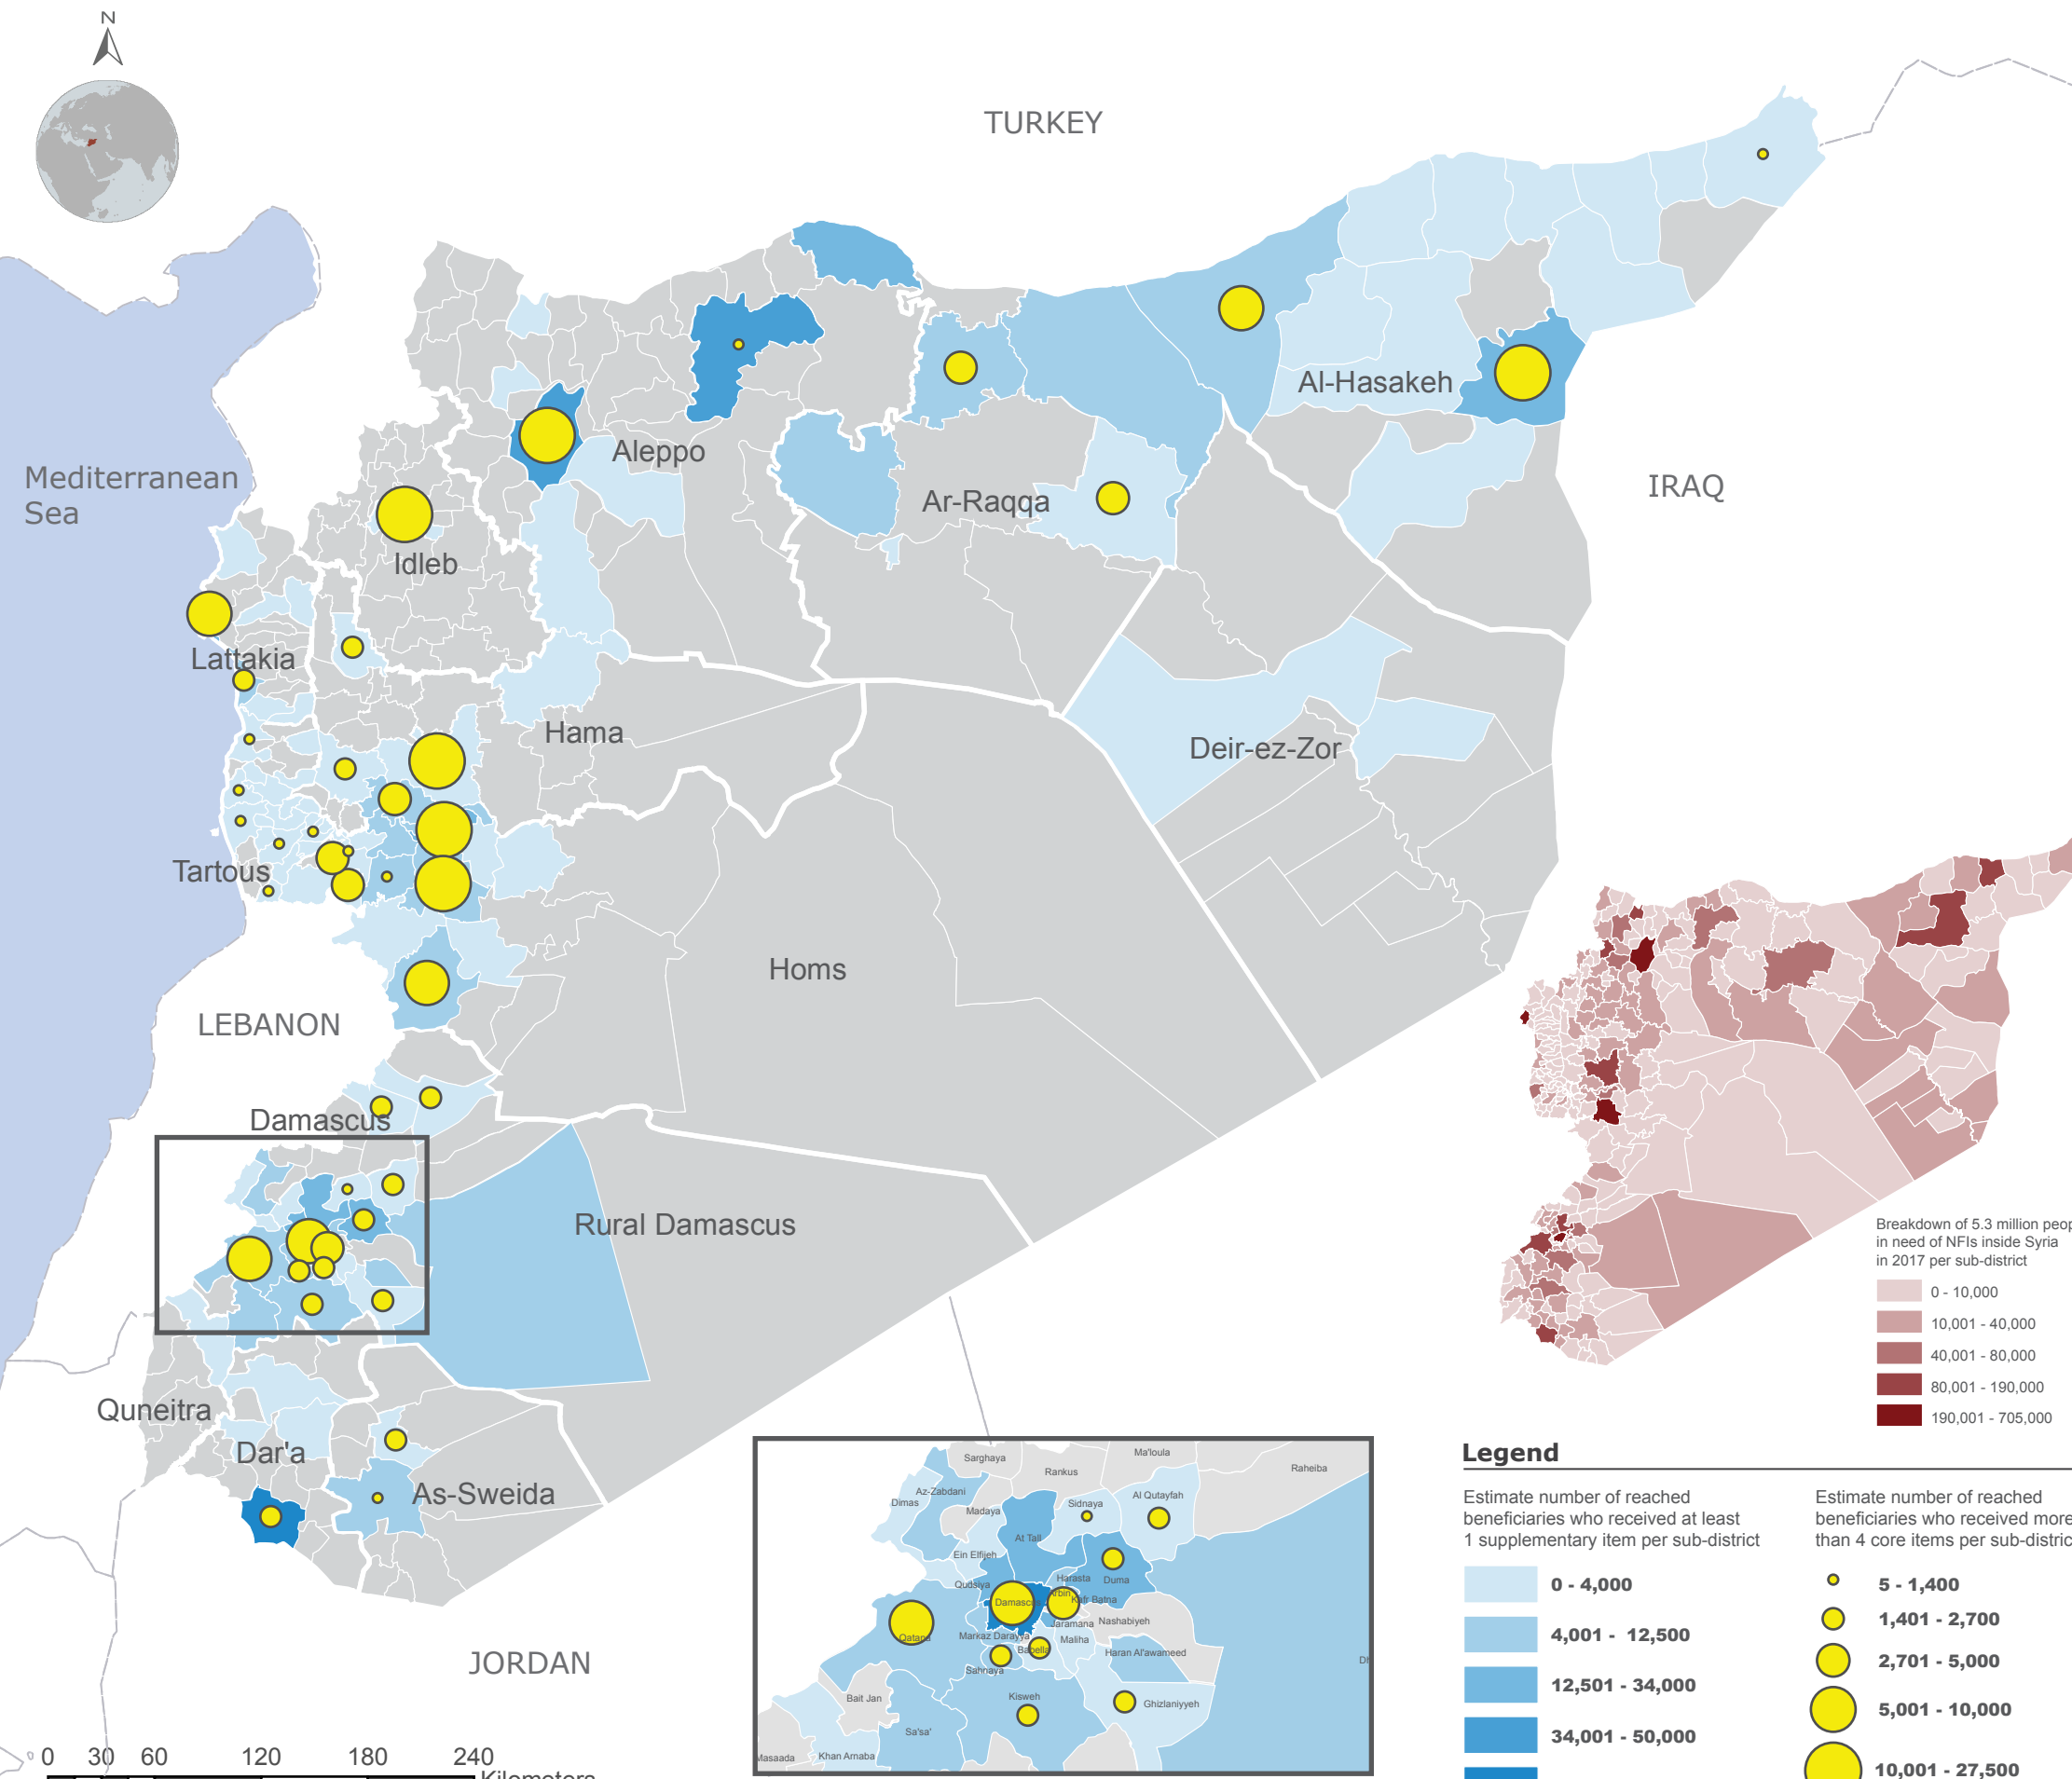 N
TURKEY
Mediterranean
Sea
Aleppo
Al-Hasakeh
Ar-Raqqa
IRAQ
Idleb
Lattakia
Hama
Deir-ez-Zor
Tartous
Homs
LEBANON
Damascus
Rural Damascus
Quneitra
Dar'a
As-Sweida
JORDAN
0 30 60 120 180 240
Kilometers
Breakdown of 5.3 million peop
in need of NFIs inside Syria
in 2017 per sub-district
0 - 10,000
10,001 - 40,000
40,001 - 80,000
80,001 - 190,000
190,001 - 705,000
Sarghaya
Ma'loula
Rankus
Raheiba
Az-Zabdani
Dimas
Madaya
Sidnaya
Al Qutayfah
At Tall
Ein Elfijeh
Qudsiya
Harasta
Duma
Arbin
Kafr Batna
Damascus
Jaramana
Nashabiyeh
Qatana
Markaz Darayya
Babella
Maliha
Haran Al'awameed
Sahnaya
Bait Jan
Kisweh
Ghizlaniyyeh
Sa'sa'
Masaada
Khan Arnaba
Dh
Legend
Estimate number of reached
beneficiaries who received at least
1 supplementary item per sub-district
0 - 4,000
4,001 - 12,500
12,501 - 34,000
34,001 - 50,000
Estimate number of reached
beneficiaries who received more
than 4 core items per sub-distric
5 - 1,400
1,401 - 2,700
2,701 - 5,000
5,001 - 10,000
10,001 - 27,500